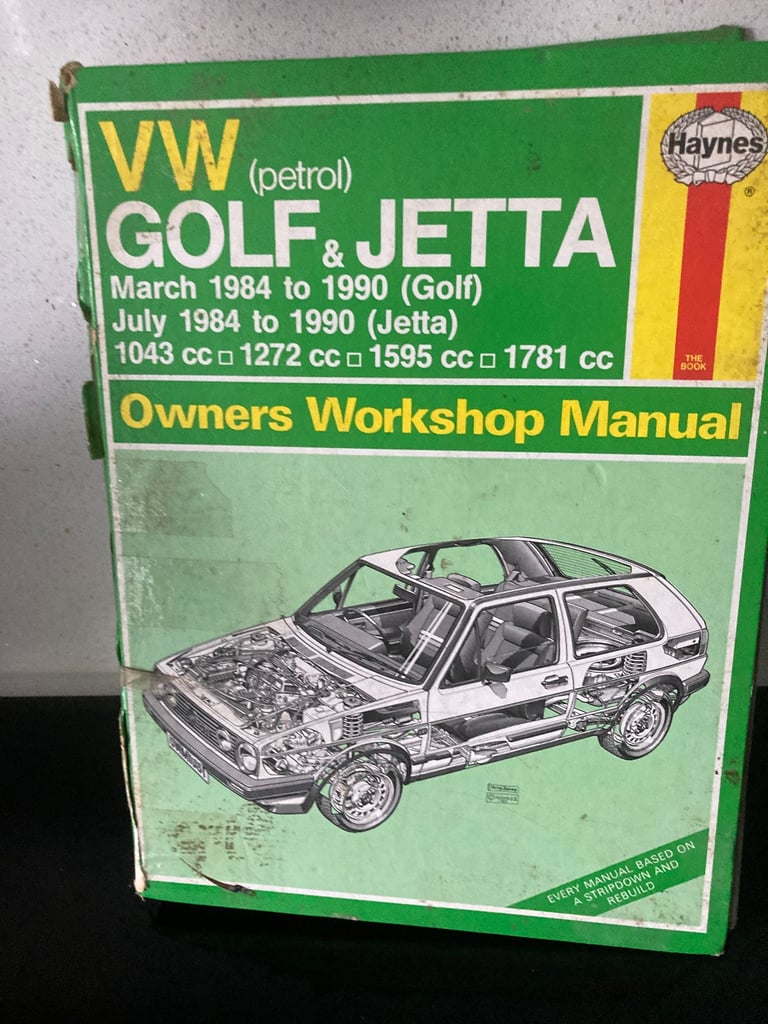 VW (petrol)
GOLF & JETTA
March 1984 to 1990 (Golf)
July 1984 to 1990 (Jetta)
1043 cc □ 1272 cc □ 1595 cc □ 1781 cc
Haynes
®
THE
BOOK
Owners Workshop Manual
EVERY MANUAL BASED ON
A STRIPDOWN AND
REBUILD